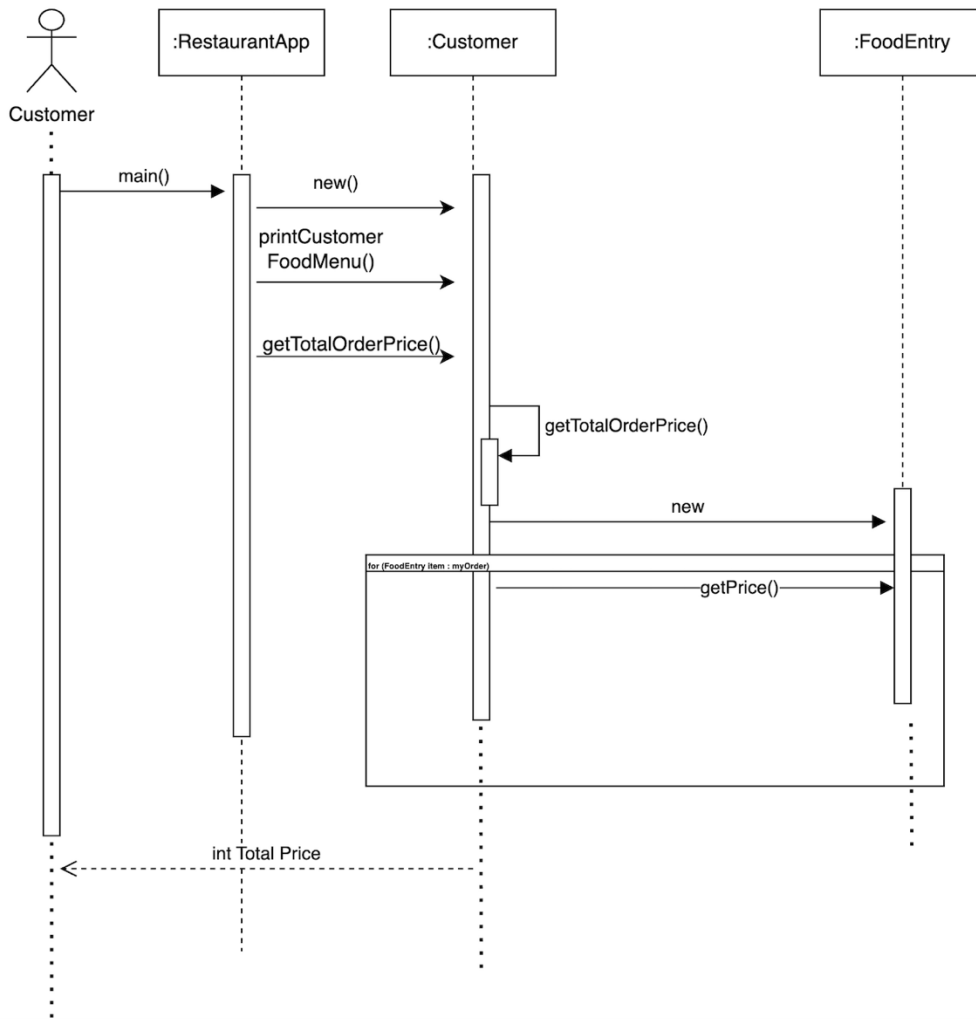 :RestaurantApp
:Customer
:FoodEntry
Customer
main()
new()
printCustomer
FoodMenu()
getTotalOrderPrice()
getTotalOrderPrice()
new
for (FoodEntry item : myOrder)
getPrice()
int Total Price